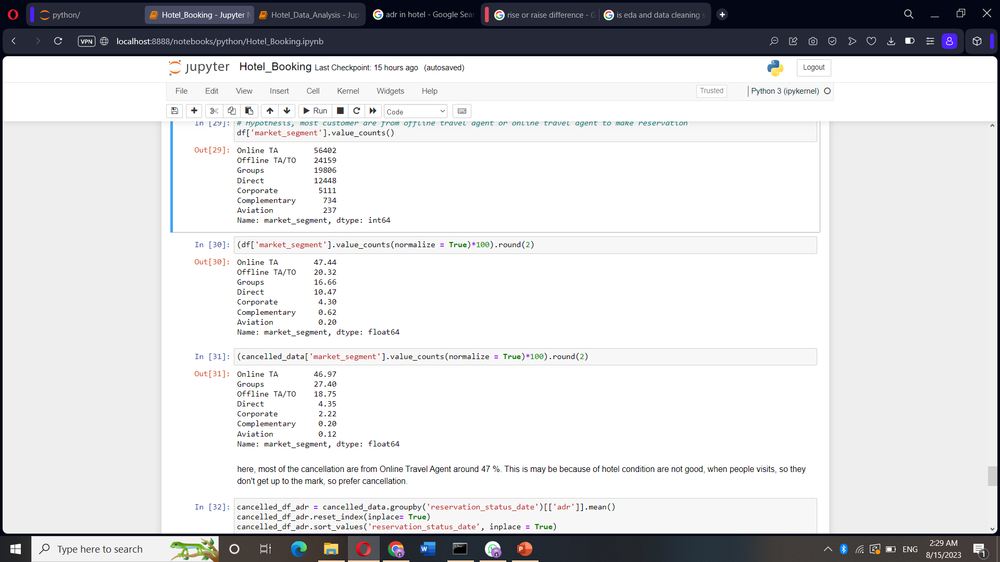 python/
Hotel_Booking - Jupyter N
Hotel_Data_Analysis - Jup
adr in hotel - Google Sear
rise or raise difference - G
is eda and data cleaning s
VPN
localhost:8888/notebooks/python/Hotel_Booking.ipynb
jupyter Hotel_Booking Last Checkpoint: 15 hours ago (autosaved)
Logout
File Edit View Insert Cell Kernel Widgets Help
Trusted
Python 3 (ipykernel)
Run
Code
In [29]: # Hypothesis, most customer are from offline travel agent or online travel agent to make reservation
df['market_segment'].value_counts()
Out[29]: Online TA 56402
Offline TA/TO 24159
Groups 19806
Direct 12448
Corporate 5111
Complementary 734
Aviation 237
Name: market_segment, dtype: int64
In [30]: (df['market_segment'].value_counts(normalize = True)*100).round(2)
Out[30]: Online TA 47.44
Offline TA/TO 20.32
Groups 16.66
Direct 10.47
Corporate 4.30
Complementary 0.62
Aviation 0.20
Name: market_segment, dtype: float64
In [31]: (cancelled_data['market_segment'].value_counts(normalize = True)*100).round(2)
Out[31]: Online TA 46.97
Groups 27.40
Offline TA/TO 18.75
Direct 4.35
Corporate 2.22
Complementary 0.20
Aviation 0.12
Name: market_segment, dtype: float64
here, most of the cancellation are from Online Travel Agent around 47 %. This is may be because of hotel condition are not good, when people visits, so they
don't get up to the mark, so prefer cancellation.
In [32]: cancelled_df_adr = cancelled_data.groupby('reservation_status_date')[['adr']].mean()
cancelled_df_adr.reset_index(inplace= True)
cancelled_df_adr.sort_values('reservation_status_date', inplace = True)
Type here to search
ENG
2:29 AM
8/15/2023
1